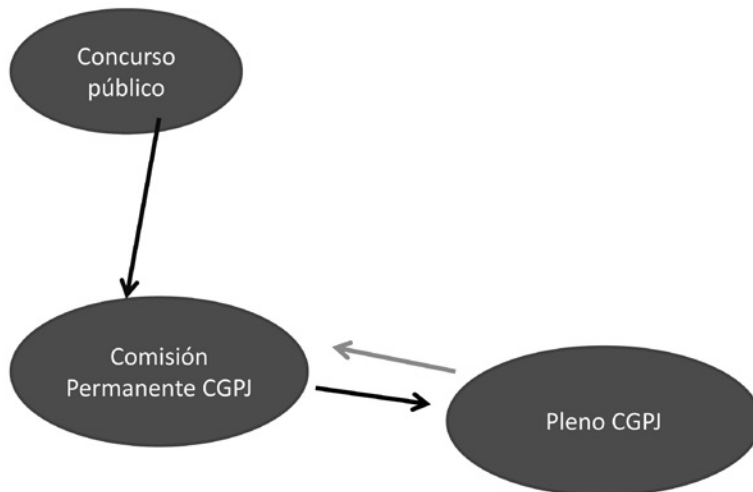 Concurso
público
Comisión
Permanente CGPJ
Pleno CGPJ